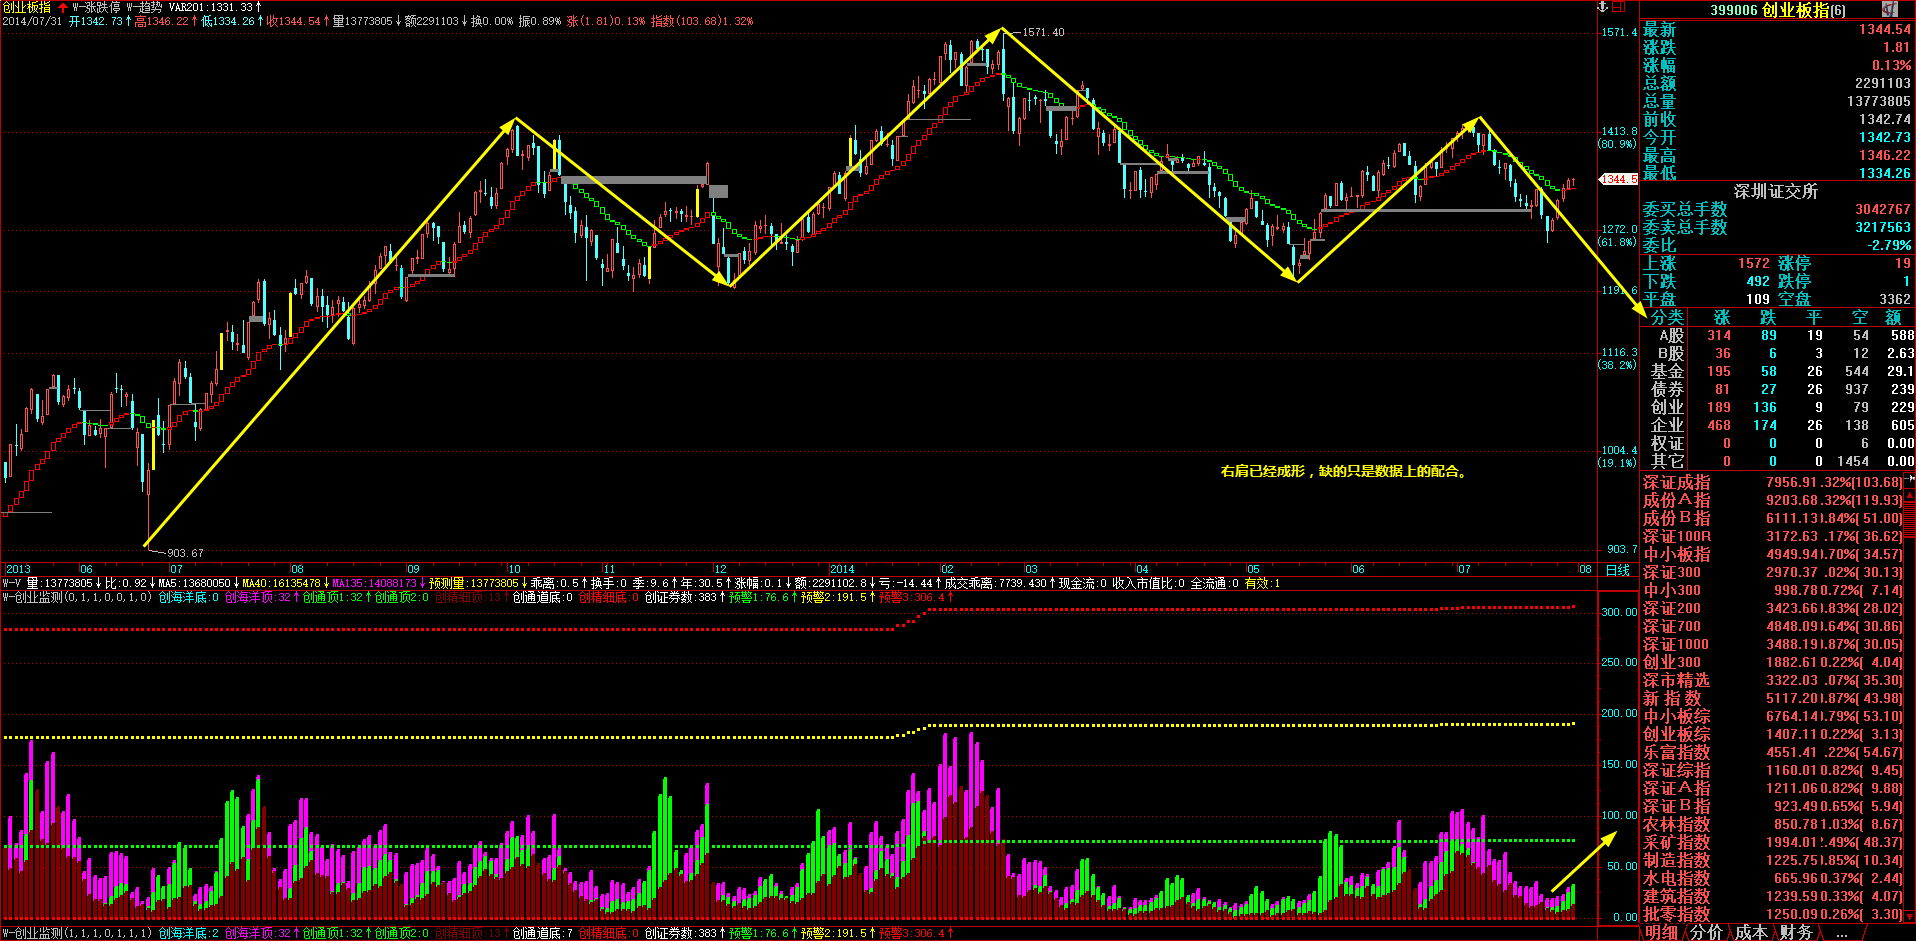 创业板指 W-涨跌停 W-趋势 VAR201:1331.33↑
2014/07/31 开1342.73↑高1346.22↑低1334.26↓收1344.54↑量13773805↓额2291103↓换0.00% 振0.89% 涨(1.81)0.13% 指数(103.68)1.32%
1571.40
903.67
右肩已经成形，缺的只是数据上的配合。
1571.4
1413.8
(80.9%)
1344.5
1272.0
(61.8%)
1191.6
1116.3
(38.2%)
1004.4
(19.1%)
903.7
2013 06 07 08 09 10 11 12 2014 02 03 04 05 06 07 08 日线
W-V 量:13773805↓比:0.92↓MA5:13680050↓MA40:16135478↓MA135:14088173↓预测量:13773805↓乖离:0.5↑换手:0 季:9.6↑年:30.5↑涨幅:0.1↓额:2291102.8↓亏:-14.44↑成交乖离:7739.430↑现金流:0 收入市值比:0 全流通:0 有效:1
W-创业监测(0,1,1,0,0,1,0) 创海洋底:0 创海洋顶:32↑创通顶1:32↑创通顶2:0 创精细顶:13↑创通道底:0 创精细底:0 创证券数:383↑预警1:76.6↑预警2:191.5↑预警3:306.4↑
300.00
250.00
200.00
150.00
100.00
50.00
0.00
W-创业监测(1,1,1,0,1,1,1) 创海洋底:2 创海洋顶:32↑创通顶1:32↑创通顶2:0 创精细顶:13↑创通道底:7 创精细底:0 创证券数:383↑预警1:76.6↑预警2:191.5↑预警3:306.4↑
399006 创业板指(6)
最新 1344.54
涨跌 1.81
涨幅 0.13%
总额 2291103
总量 13773805
前收 1342.74
今开 1342.73
最高 1346.22
最低 1334.26
深圳证交所
委买总手数 3042767
委卖总手数 3217563
委比 -2.79%
上涨 1572 涨停 19
下跌 492 跌停 1
平盘 109 空盘 3362
分类 涨 跌 平 空 额
A股 314 89 19 54 588
B股 36 6 3 12 2.63
基金 195 58 26 544 29.1
债券 81 27 26 937 239
创业 189 136 9 79 229
企业 468 174 26 138 605
权证 0 0 0 6 0.00
其它 0 0 0 1454 0.00
深证成指 7956.91 .32%(103.68)
成份A指 9203.68 .32%(119.93)
成份B指 6111.13 .84%( 51.00)
深证100R 3172.63 .17%( 36.62)
中小板指 4949.94 .70%( 34.57)
深证300 2970.37 .02%( 30.13)
中小300 998.78 0.72%( 7.14)
深证200 3423.66 .83%( 28.02)
深证700 4848.09 .64%( 30.86)
深证1000 3488.19 .87%( 30.05)
创业300 1882.61 0.22%( 4.04)
深市精选 3322.03 .07%( 35.30)
新指数 5117.20 .87%( 43.98)
中小板综 6764.14 .79%( 53.10)
创业板综 1407.11 0.22%( 3.13)
乐富指数 4551.41 .22%( 54.67)
深证综指 1160.01 0.82%( 9.45)
深证A指 1211.06 0.82%( 9.88)
深证B指 923.49 0.65%( 5.94)
农林指数 850.78 1.03%( 8.67)
采矿指数 1994.01 .49%( 48.37)
制造指数 1225.75 .85%( 10.34)
水电指数 665.96 0.37%( 2.44)
建筑指数 1239.59 0.33%( 4.07)
批零指数 1250.09 0.26%( 3.30)
明细 分价 成本 财务 ...